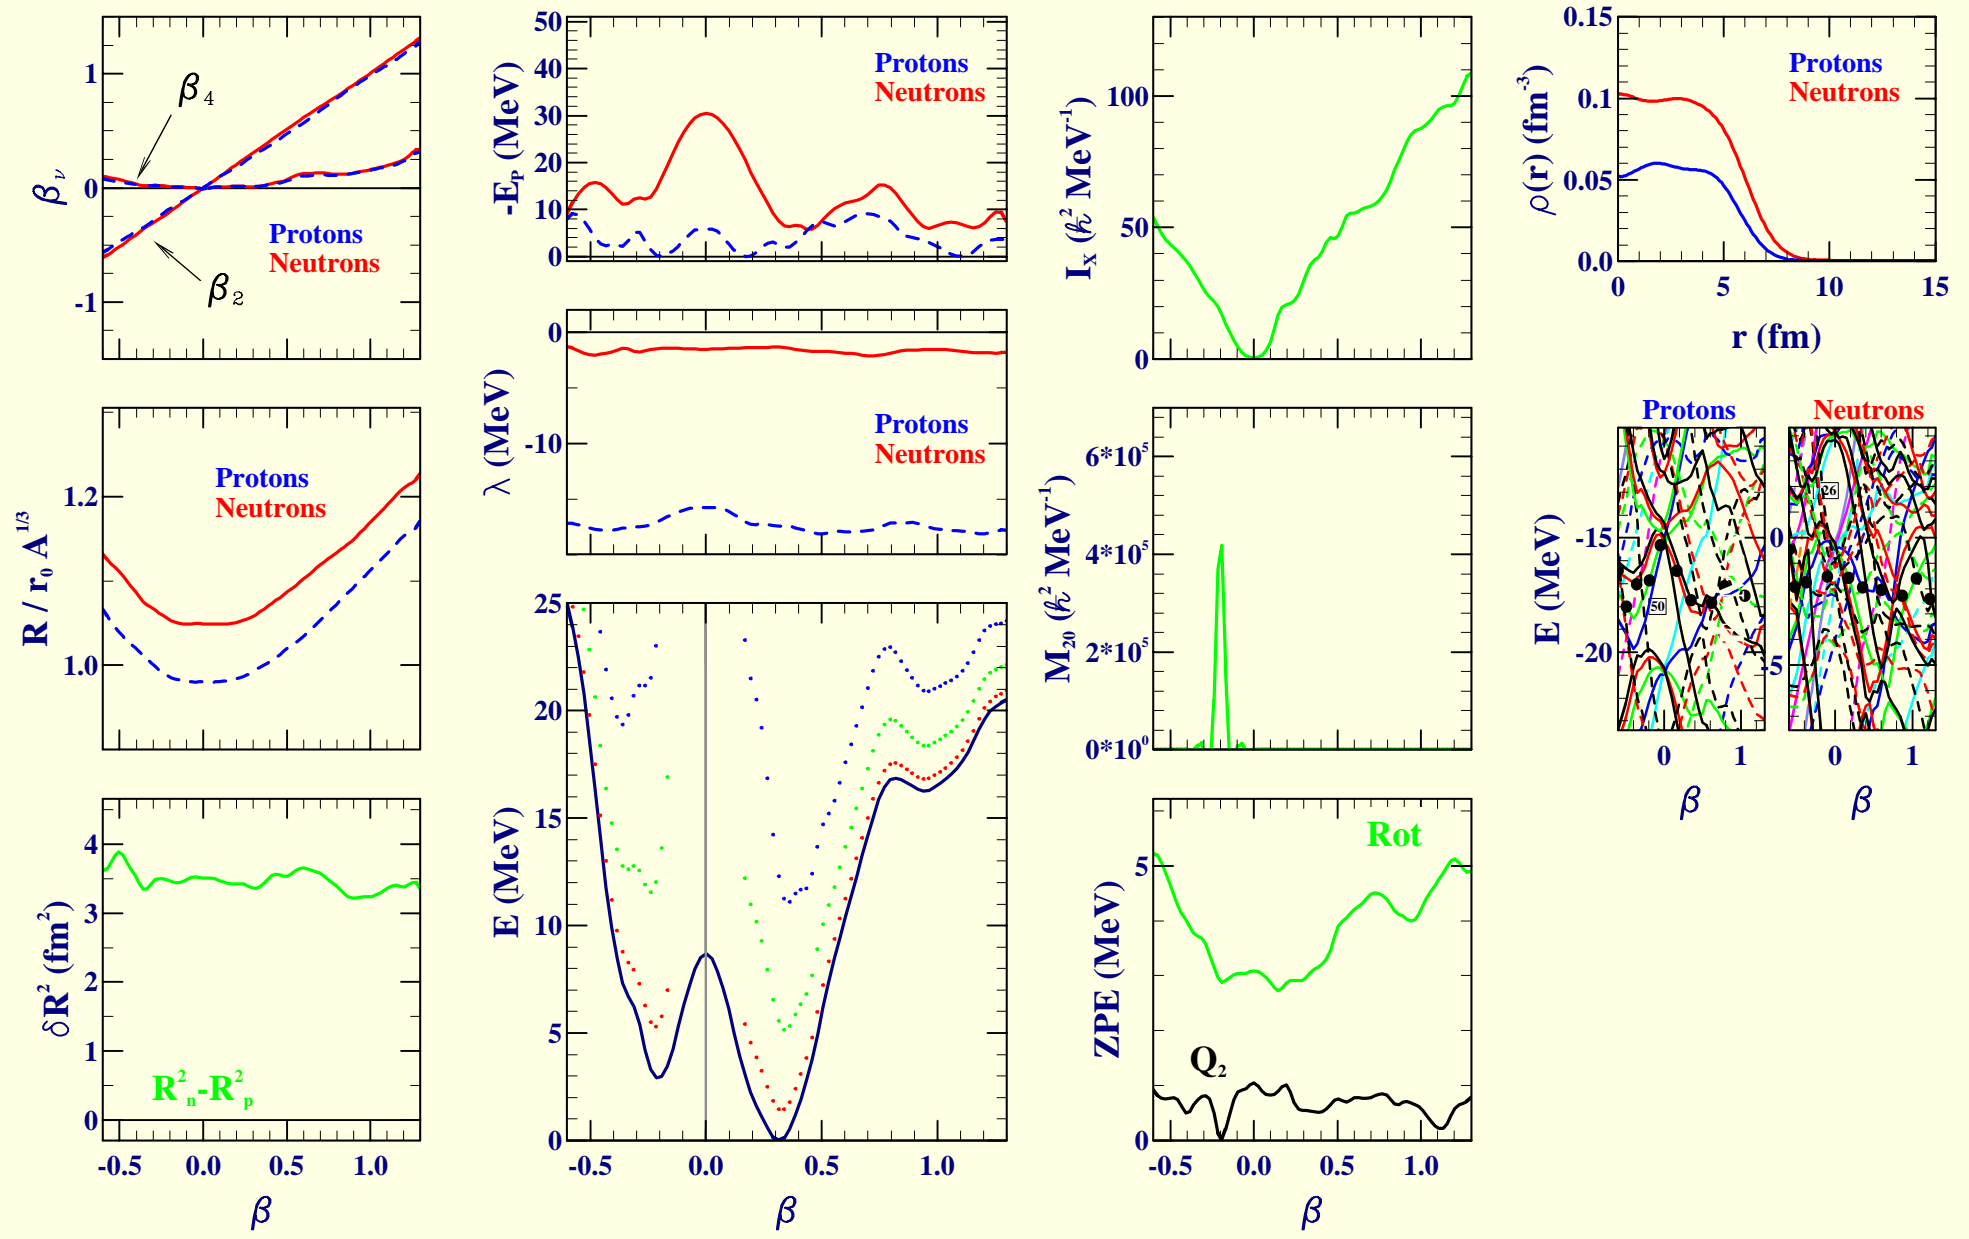 1
0
-1
β₄
β₂
Protons
Neutrons
β_ν
1.2
1.0
Protons
Neutrons
R / r₀ A^1/3
4
3
2
1
0
R²ₙ-R²ₚ
δR² (fm²)
-0.5 0.0 0.5 1.0
β
50
40
30
20
10
0
Protons
Neutrons
-E_P (MeV)
0
-10
Protons
Neutrons
λ (MeV)
25
20
15
10
5
0
E (MeV)
-0.5 0.0 0.5 1.0
β
100
50
0
I_X (ℏ² MeV⁻¹)
6*10⁵
4*10⁵
2*10⁵
0*10⁰
M₂₀ (ℏ² MeV⁻¹)
5
0
Rot
Q₂
ZPE (MeV)
-0.5 0.0 0.5 1.0
β
0.15
0.1
0.05
0.0
Protons
Neutrons
ρ(r) (fm⁻³)
0 5 10 15
r (fm)
Protons Neutrons
-15
-20
0
-5
50
26
E (MeV)
0 1 0 1
β β